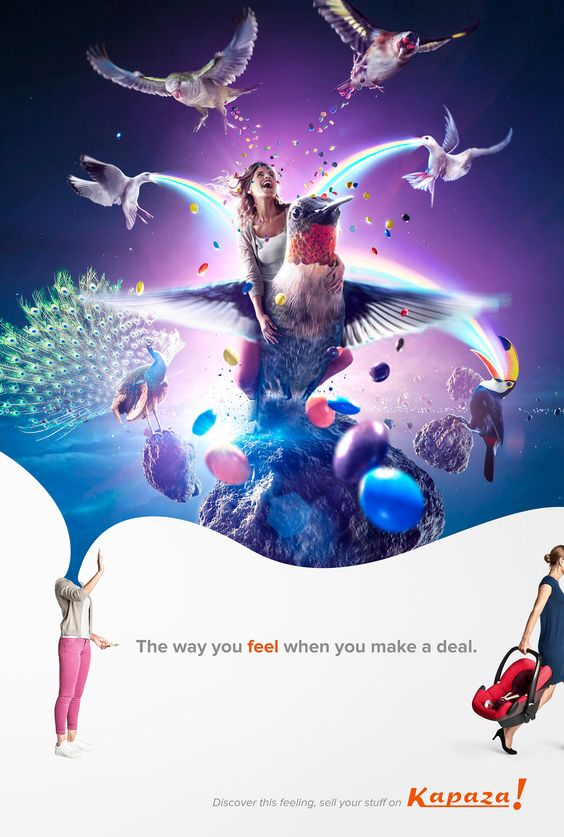 The way you feel when you make a deal.
Discover this feeling, sell your stuff on Kapaza!